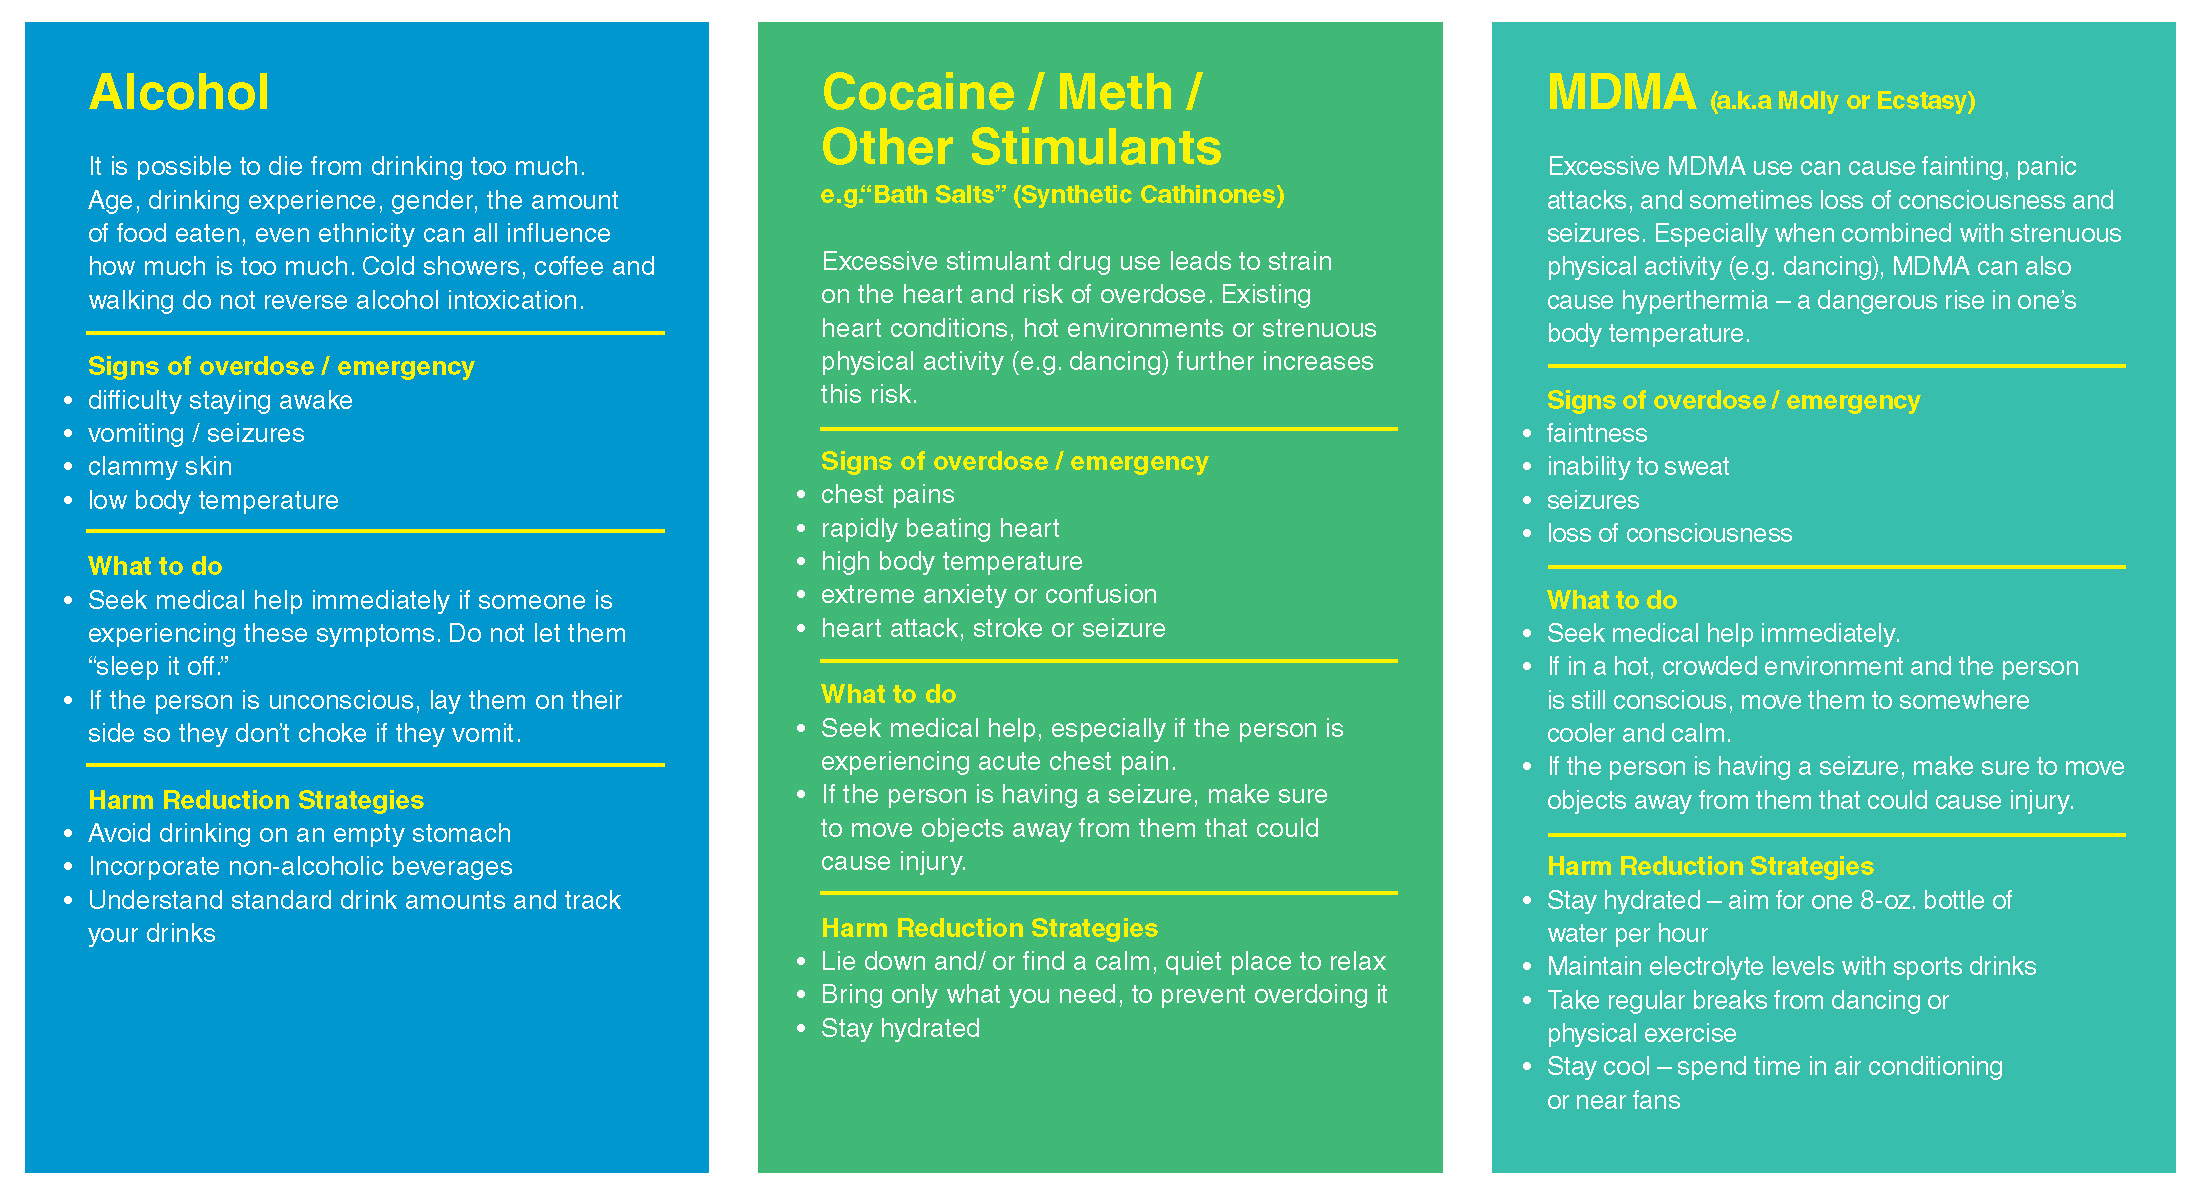 Alcohol
It is possible to die from drinking too much.
Age, drinking experience, gender, the amount
of food eaten, even ethnicity can all influence
how much is too much. Cold showers, coffee and
walking do not reverse alcohol intoxication.
Signs of overdose / emergency
• difficulty staying awake
• vomiting / seizures
• clammy skin
• low body temperature
What to do
• Seek medical help immediately if someone is
experiencing these symptoms. Do not let them
“sleep it off.”
• If the person is unconscious, lay them on their
side so they don’t choke if they vomit.
Harm Reduction Strategies
• Avoid drinking on an empty stomach
• Incorporate non-alcoholic beverages
• Understand standard drink amounts and track
your drinks
Cocaine / Meth /
Other Stimulants
e.g.“Bath Salts” (Synthetic Cathinones)
Excessive stimulant drug use leads to strain
on the heart and risk of overdose. Existing
heart conditions, hot environments or strenuous
physical activity (e.g. dancing) further increases
this risk.
Signs of overdose / emergency
• chest pains
• rapidly beating heart
• high body temperature
• extreme anxiety or confusion
• heart attack, stroke or seizure
What to do
• Seek medical help, especially if the person is
experiencing acute chest pain.
• If the person is having a seizure, make sure
to move objects away from them that could
cause injury.
Harm Reduction Strategies
• Lie down and/ or find a calm, quiet place to relax
• Bring only what you need, to prevent overdoing it
• Stay hydrated
MDMA (a.k.a Molly or Ecstasy)
Excessive MDMA use can cause fainting, panic
attacks, and sometimes loss of consciousness and
seizures. Especially when combined with strenuous
physical activity (e.g. dancing), MDMA can also
cause hyperthermia – a dangerous rise in one’s
body temperature.
Signs of overdose / emergency
• faintness
• inability to sweat
• seizures
• loss of consciousness
What to do
• Seek medical help immediately.
• If in a hot, crowded environment and the person
is still conscious, move them to somewhere
cooler and calm.
• If the person is having a seizure, make sure to move
objects away from them that could cause injury.
Harm Reduction Strategies
• Stay hydrated – aim for one 8-oz. bottle of
water per hour
• Maintain electrolyte levels with sports drinks
• Take regular breaks from dancing or
physical exercise
• Stay cool – spend time in air conditioning
or near fans